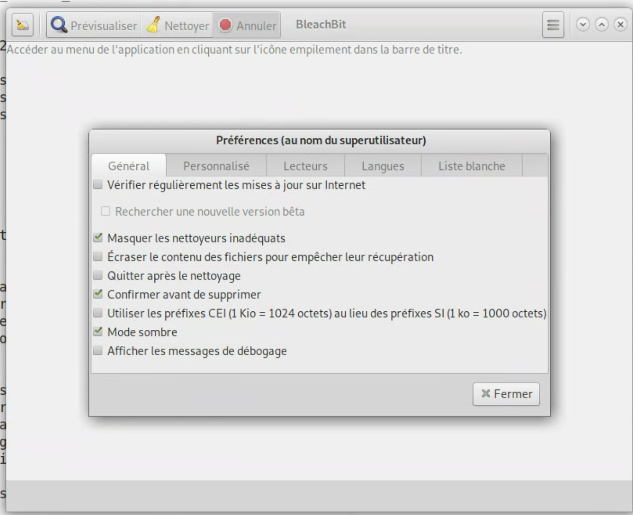 Prévisualiser Nettoyer Annuler BleachBit
Accéder au menu de l'application en cliquant sur l'icône empilement dans la barre de titre.
Préférences (au nom du superutilisateur)
Général Personnalisé Lecteurs Langues Liste blanche
Vérifier régulièrement les mises à jour sur Internet
Rechercher une nouvelle version bêta
Masquer les nettoyeurs inadéquats
Écraser le contenu des fichiers pour empêcher leur récupération
Quitter après le nettoyage
Confirmer avant de supprimer
Utiliser les préfixes CEI (1 Kio = 1024 octets) au lieu des préfixes SI (1 ko = 1000 octets)
Mode sombre
Afficher les messages de débogage
Fermer